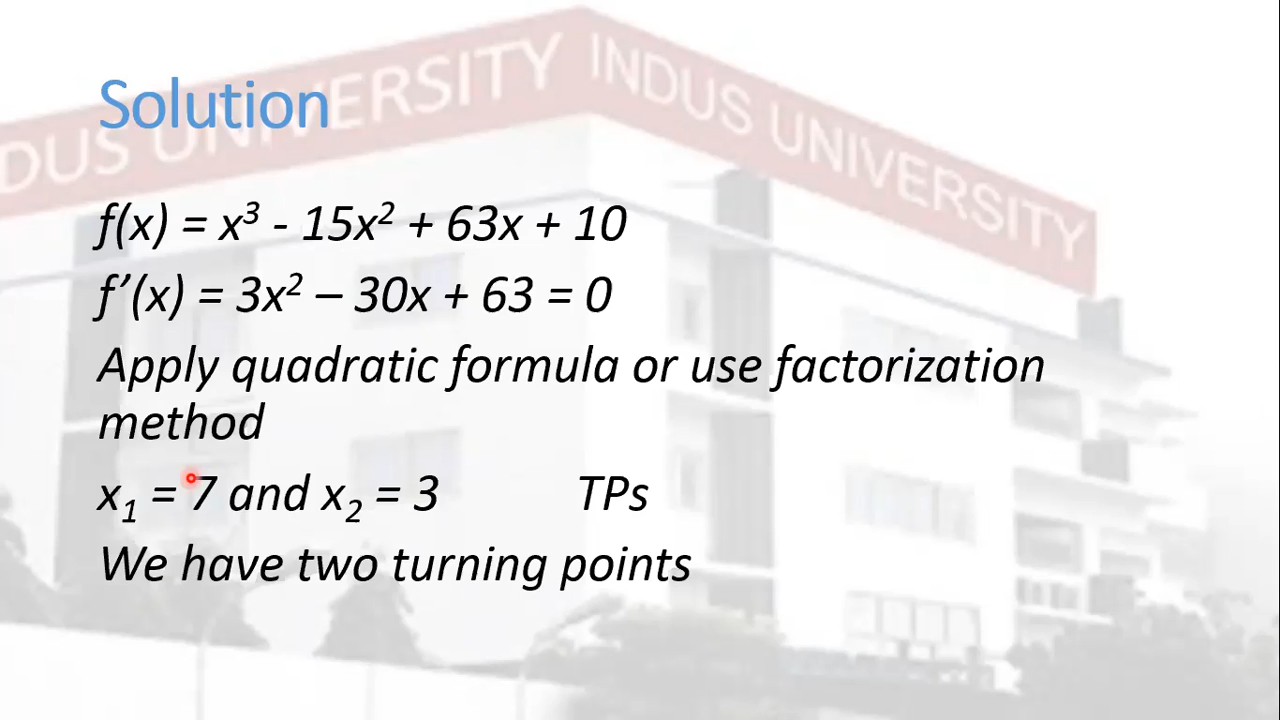 INDUS UNIVERSITY
DUS UNIVERSITY
Solution
f(x) = x³ - 15x² + 63x + 10
f’(x) = 3x² – 30x + 63 = 0
Apply quadratic formula or use factorization
method
x₁ = 7 and x₂ = 3 TPs
We have two turning points